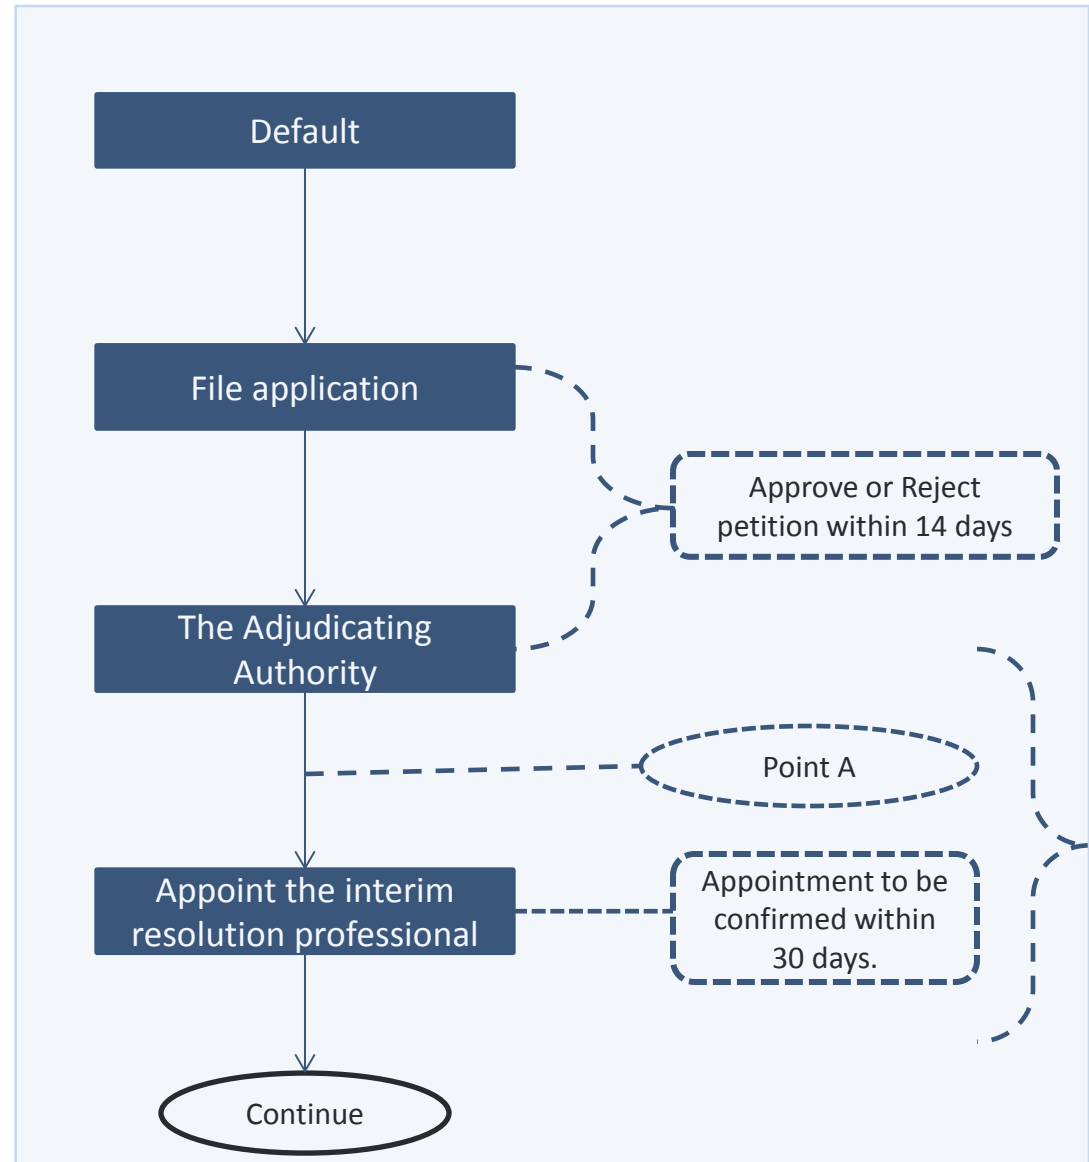 Default
File application
Approve or Reject
petition within 14 days
The Adjudicating
Authority
Point A
Appoint the interim
resolution professional
Appointment to be
confirmed within
30 days.
Continue